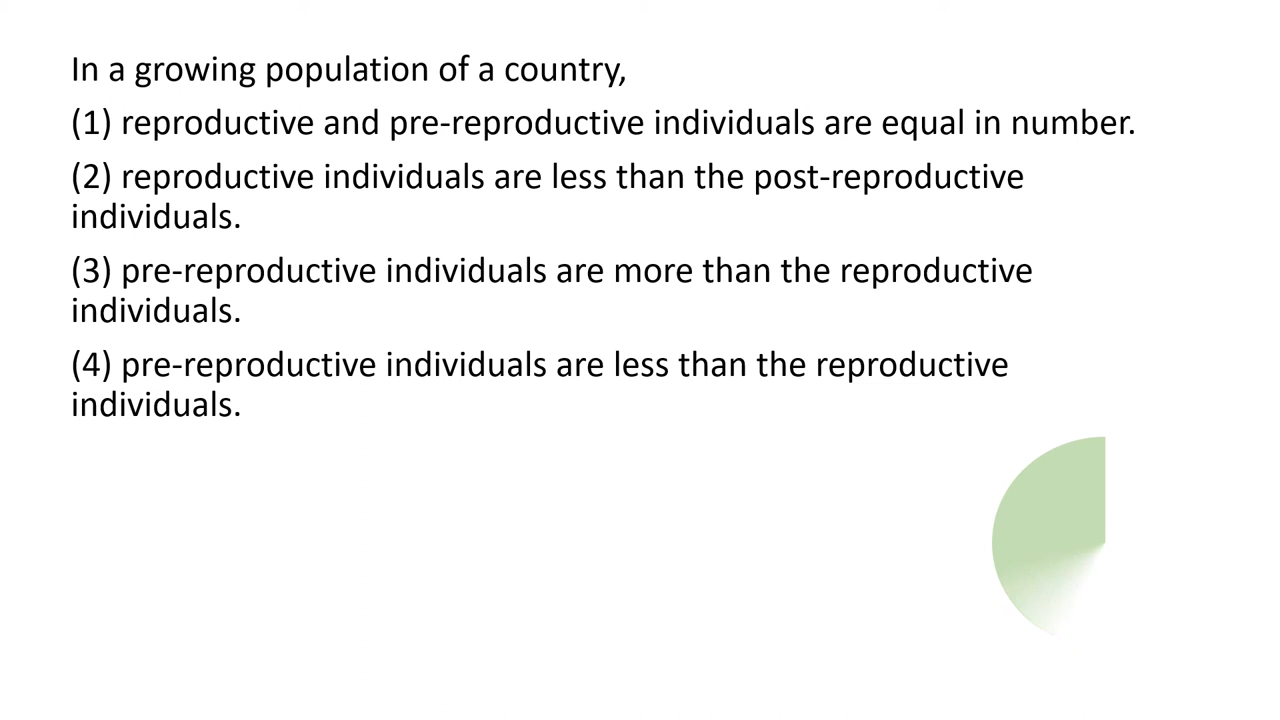 In a growing population of a country,
(1) reproductive and pre-reproductive individuals are equal in number.
(2) reproductive individuals are less than the post-reproductive
individuals.
(3) pre-reproductive individuals are more than the reproductive
individuals.
(4) pre-reproductive individuals are less than the reproductive
individuals.